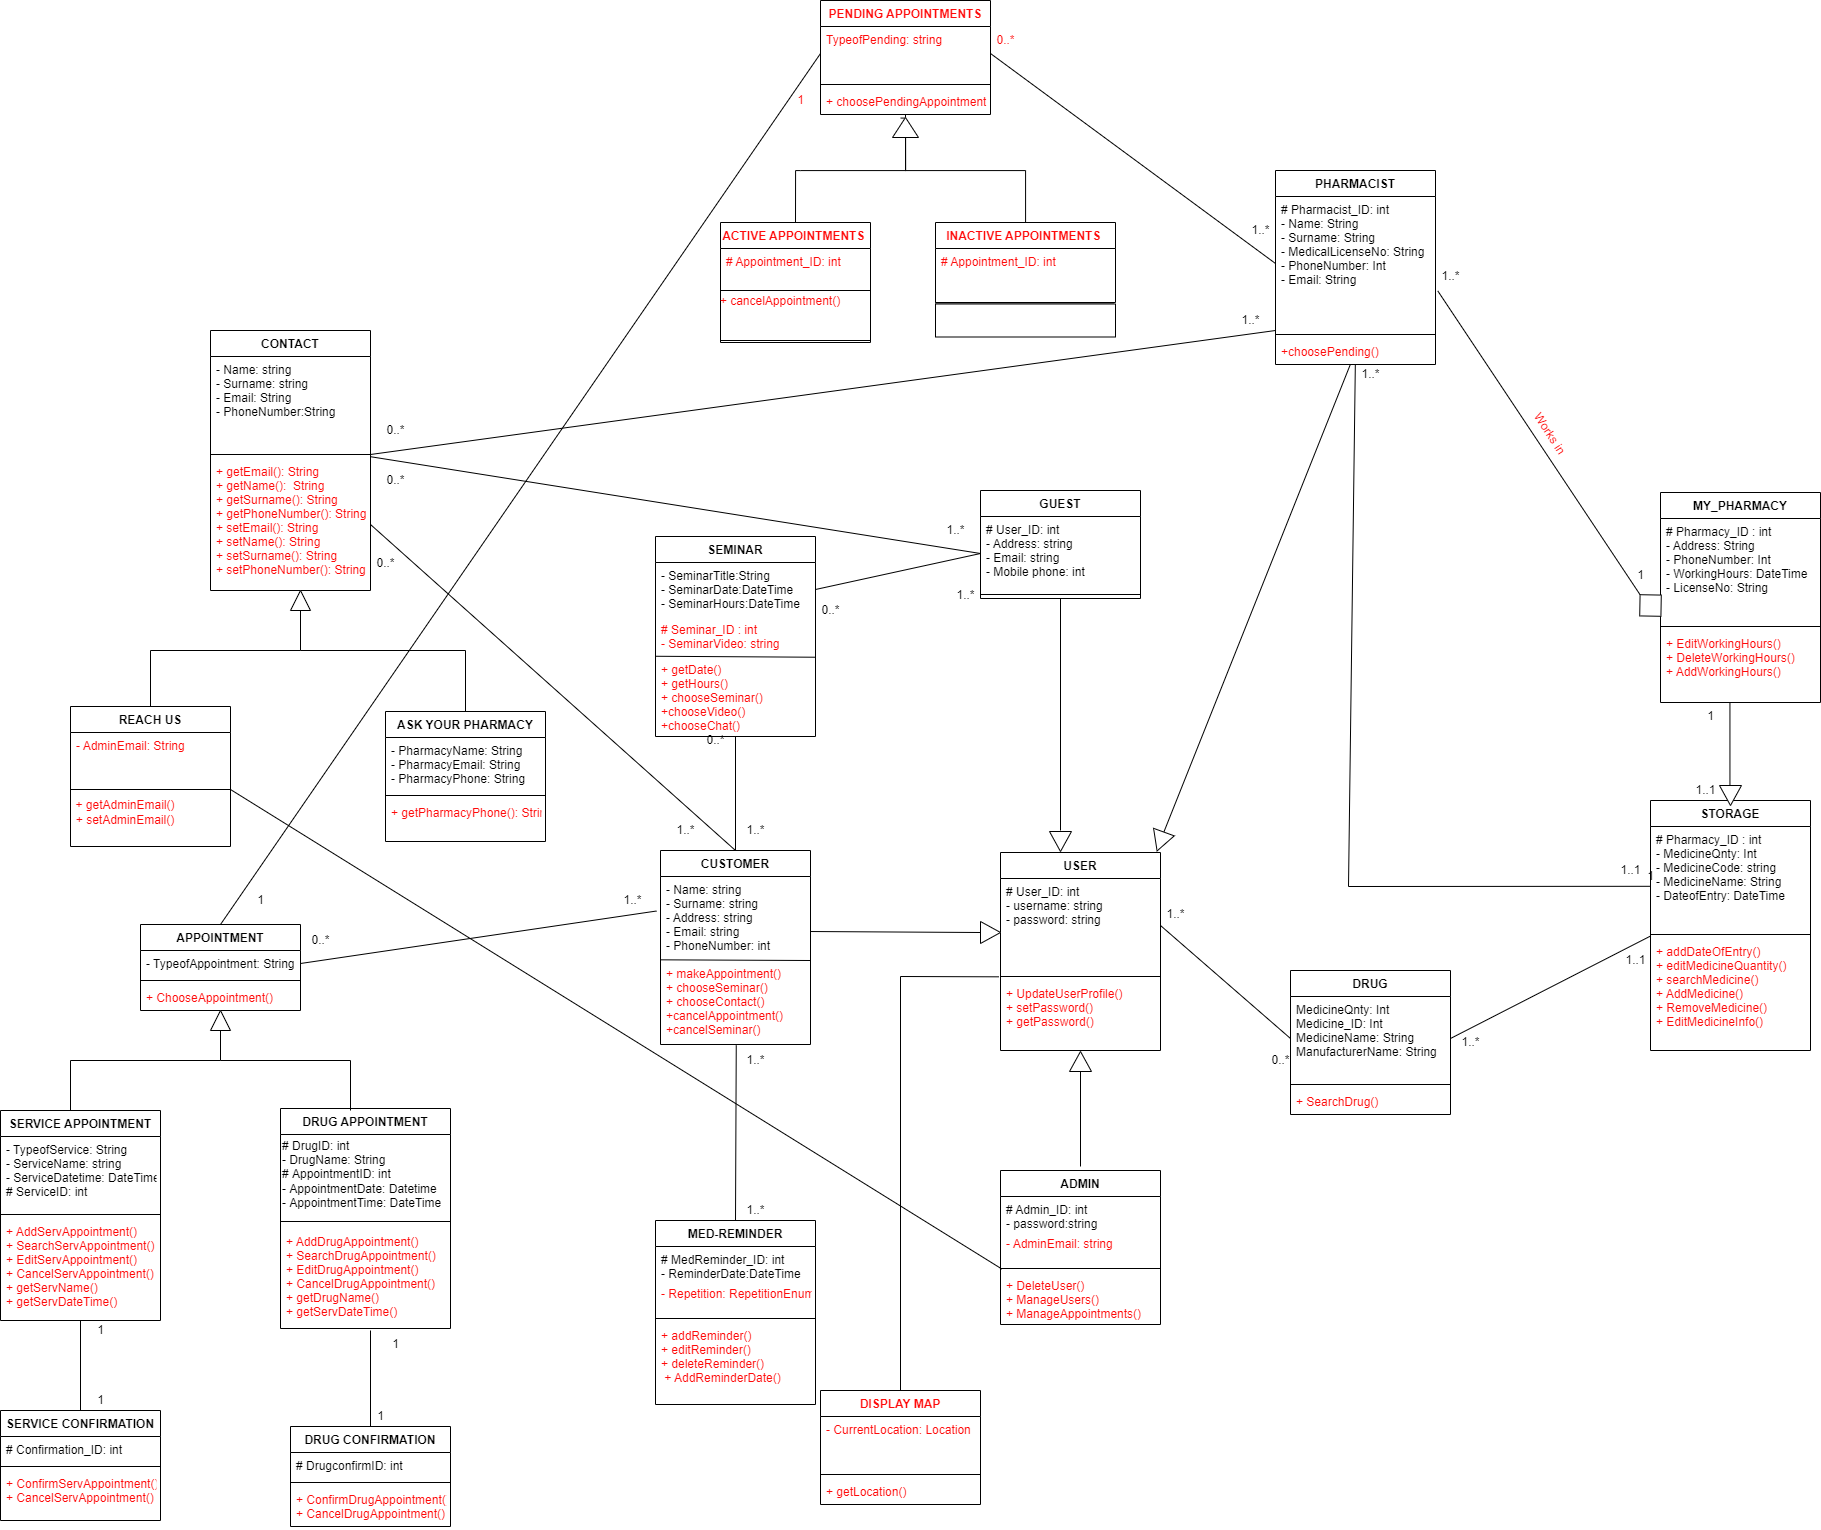 PENDING APPOINTMENTS
TypeofPending: string
+ choosePendingAppointment
0..*
1
ACTIVE APPOINTMENTS
# Appointment_ID: int
+ cancelAppointment()
INACTIVE APPOINTMENTS
# Appointment_ID: int
PHARMACIST
# Pharmacist_ID: int
- Name: String
- Surname: String
- MedicalLicenseNo: String
- PhoneNumber: Int
- Email: String
+choosePending()
1..*
1..*
1..*
1..*
Works in
CONTACT
- Name: string
- Surname: string
- Email: String
- PhoneNumber:String
+ getEmail(): String
+ getName():  String
+ getSurname(): String
+ getPhoneNumber(): String
+ setEmail(): String
+ setName(): String
+ setSurname(): String
+ setPhoneNumber(): String
0..*
0..*
0..*
GUEST
# User_ID: int
- Address: string
- Email: string
- Mobile phone: int
1..*
1..*
SEMINAR
- SeminarTitle:String
- SeminarDate:DateTime
- SeminarHours:DateTime
# Seminar_ID : int
- SeminarVideo: string
+ getDate()
+ getHours()
+ chooseSeminar()
+chooseVideo()
+chooseChat()
0..*
0..*
MY_PHARMACY
# Pharmacy_ID : int
- Address: String
- PhoneNumber: Int
- WorkingHours: DateTime
- LicenseNo: String
+ EditWorkingHours()
+ DeleteWorkingHours()
+ AddWorkingHours()
1
1
REACH US
- AdminEmail: String
+ getAdminEmail()
+ setAdminEmail()
ASK YOUR PHARMACY
- PharmacyName: String
- PharmacyEmail: String
- PharmacyPhone: String
+ getPharmacyPhone(): Stri
1..1
STORAGE
# Pharmacy_ID : int
- MedicineQnty: Int
- MedicineCode: string
- MedicineName: String
- DateofEntry: DateTime
+ addDateOfEntry()
+ editMedicineQuantity()
+ searchMedicine()
+ AddMedicine()
+ RemoveMedicine()
+ EditMedicineInfo()
1..1
1
1..1
1..*
1..*
CUSTOMER
- Name: string
- Surname: string
- Address: string
- Email: string
- PhoneNumber: int
+ makeAppointment()
+ chooseSeminar()
+ chooseContact()
+cancelAppointment()
+cancelSeminar()
1..*
1..*
USER
# User_ID: int
- username: string
- password: string
+ UpdateUserProfile()
+ setPassword()
+ getPassword()
1..*
1
APPOINTMENT
- TypeofAppointment: String
+ ChooseAppointment()
0..*
DRUG
MedicineQnty: Int
Medicine_ID: Int
MedicineName: String
ManufacturerName: String
+ SearchDrug()
0..*
1..*
SERVICE APPOINTMENT
- TypeofService: String
- ServiceName: string
- ServiceDatetime: DateTime
# ServiceID: int
+ AddServAppointment()
+ SearchServAppointment()
+ EditServAppointment()
+ CancelServAppointment()
+ getServName()
+ getServDateTime()
1
DRUG APPOINTMENT
# DrugID: int
- DrugName: String
# AppointmentID: int
- AppointmentDate: Datetime
- AppointmentTime: DateTime
+ AddDrugAppointment()
+ SearchDrugAppointment()
+ EditDrugAppointment()
+ CancelDrugAppointment()
+ getDrugName()
+ getServDateTime()
1
ADMIN
# Admin_ID: int
- password:string
- AdminEmail: string
+ DeleteUser()
+ ManageUsers()
+ ManageAppointments()
1..*
MED-REMINDER
# MedReminder_ID: int
- ReminderDate:DateTime
- Repetition: RepetitionEnum
+ addReminder()
+ editReminder()
+ deleteReminder()
+ AddReminderDate()
DISPLAY MAP
- CurrentLocation: Location
+ getLocation()
1
SERVICE CONFIRMATION
# Confirmation_ID: int
+ ConfirmServAppointment()
+ CancelServAppointment()
1
DRUG CONFIRMATION
# DrugconfirmID: int
+ ConfirmDrugAppointment(
+ CancelDrugAppointment()